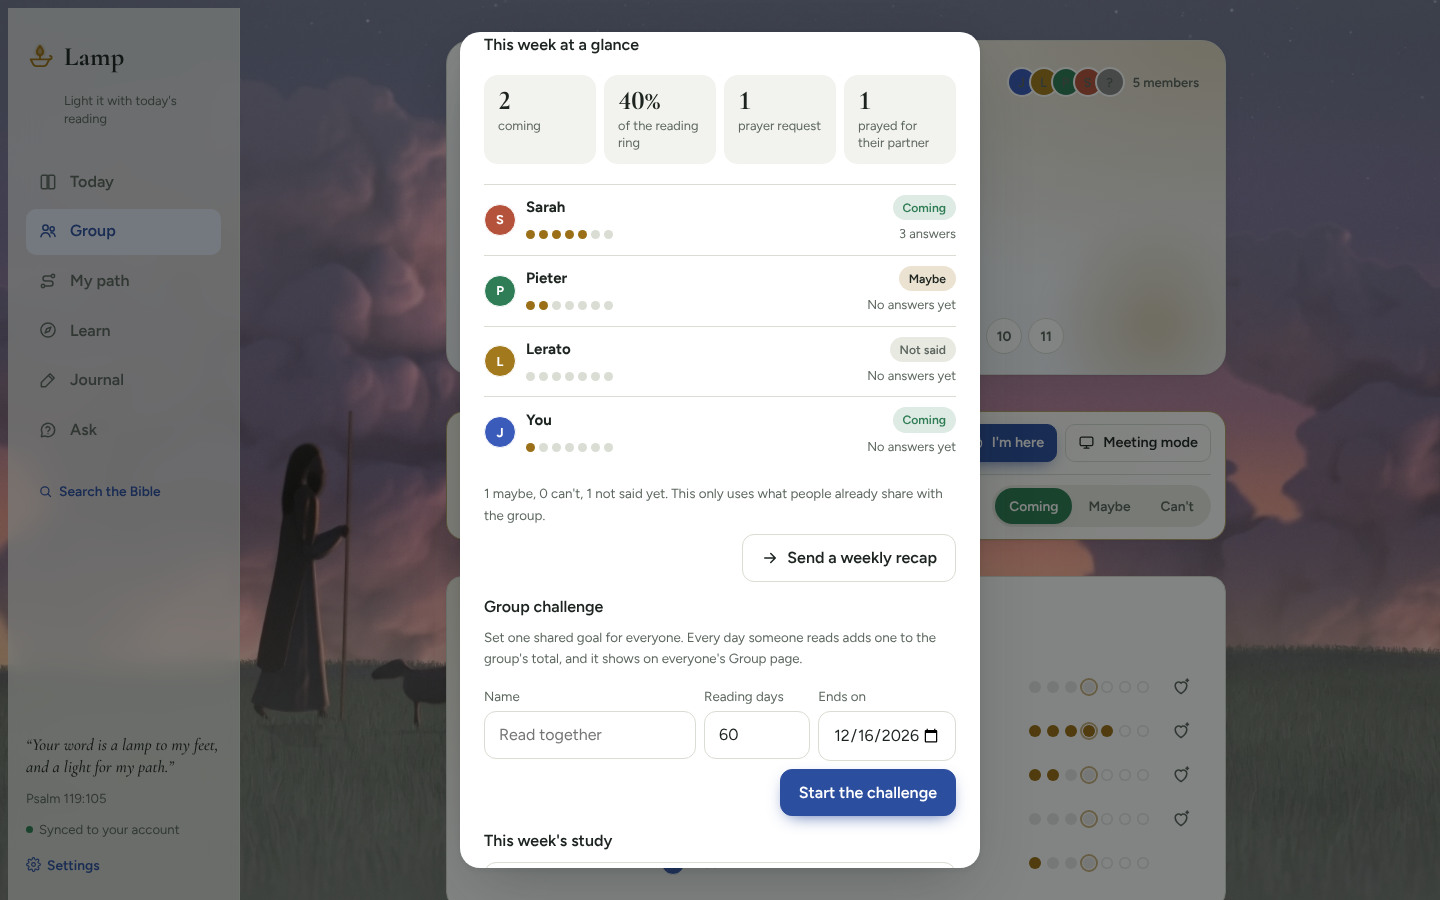 Lamp
Light it with today's
reading
Today
Group
My path
Learn
Journal
Ask
Search the Bible
“Your word is a lamp to my feet,
and a light for my path.”
Psalm 119:105
Synced to your account
Settings
This week at a glance
2
coming
40%
of the reading
ring
1
prayer request
1
prayed for
their partner
S
Sarah
Coming
3 answers
P
Pieter
Maybe
No answers yet
L
Lerato
Not said
No answers yet
J
You
Coming
No answers yet
1 maybe, 0 can't, 1 not said yet. This only uses what people already share with
the group.
Send a weekly recap
Group challenge
Set one shared goal for everyone. Every day someone reads adds one to the
group's total, and it shows on everyone's Group page.
Name
Reading days
Ends on
Read together
60
12/16/2026
Start the challenge
This week's study
L
?
5 members
10
11
I'm here
Meeting mode
Coming
Maybe
Can't